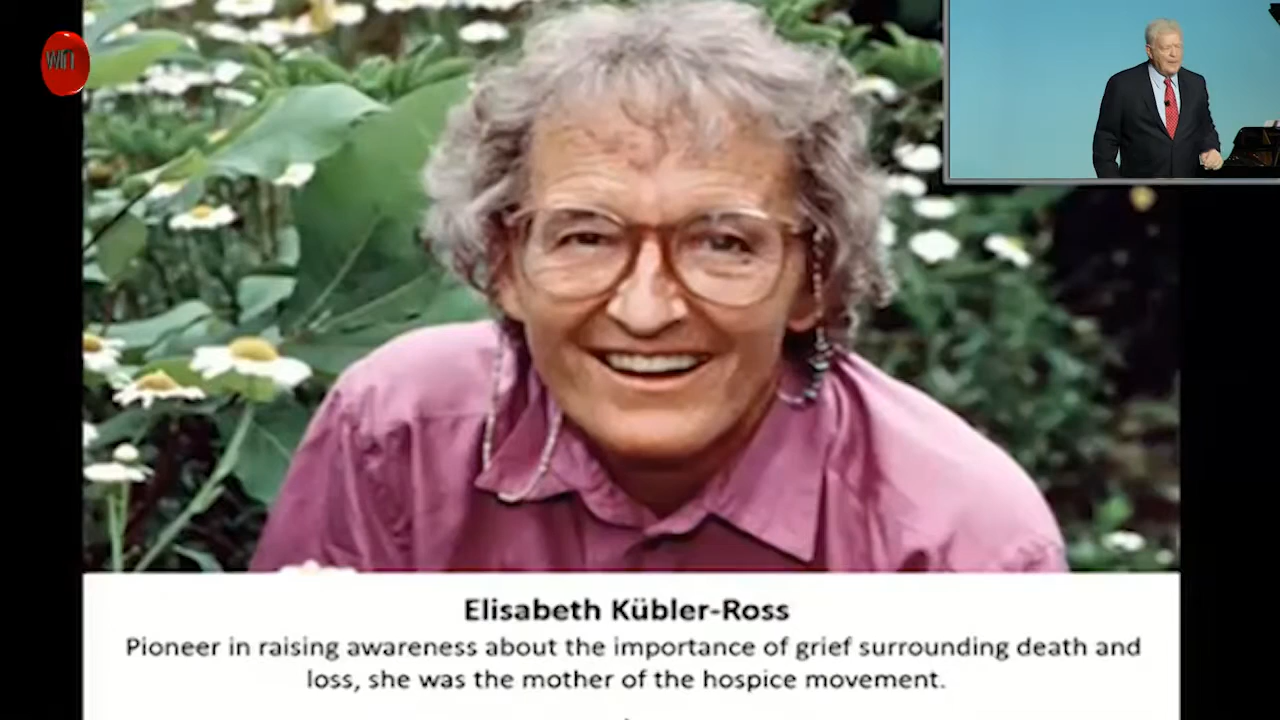 WIN
Elisabeth Kübler-Ross
Pioneer in raising awareness about the importance of grief surrounding death and
loss, she was the mother of the hospice movement.